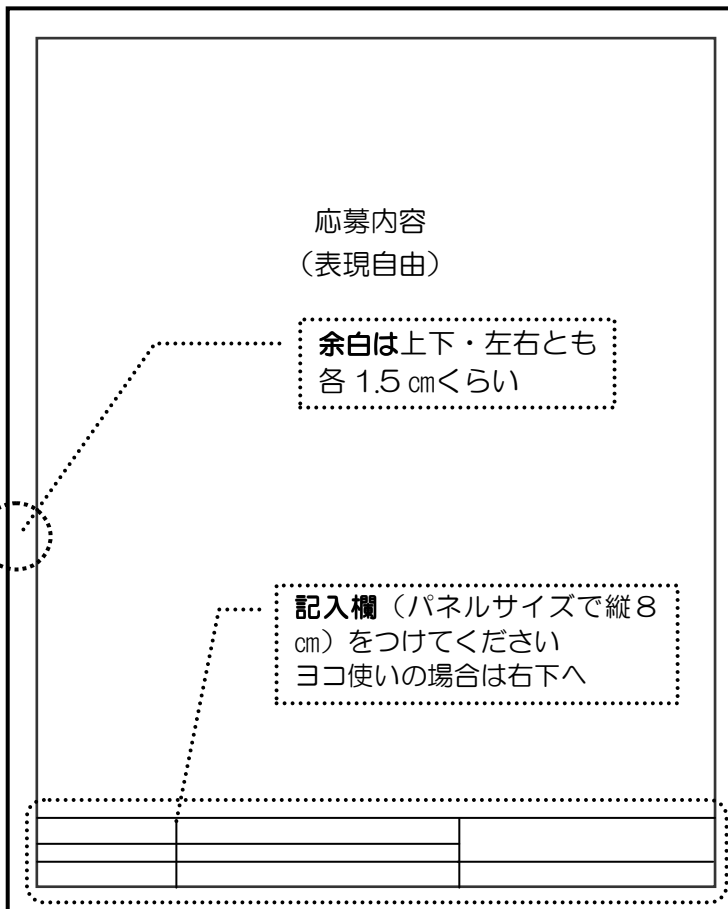 応募内容
（表現自由）
余白は上下・左右とも
各 1.5 ㎝くらい
記入欄（パネルサイズで縦８
㎝）をつけてください
ヨコ使いの場合は右下へ